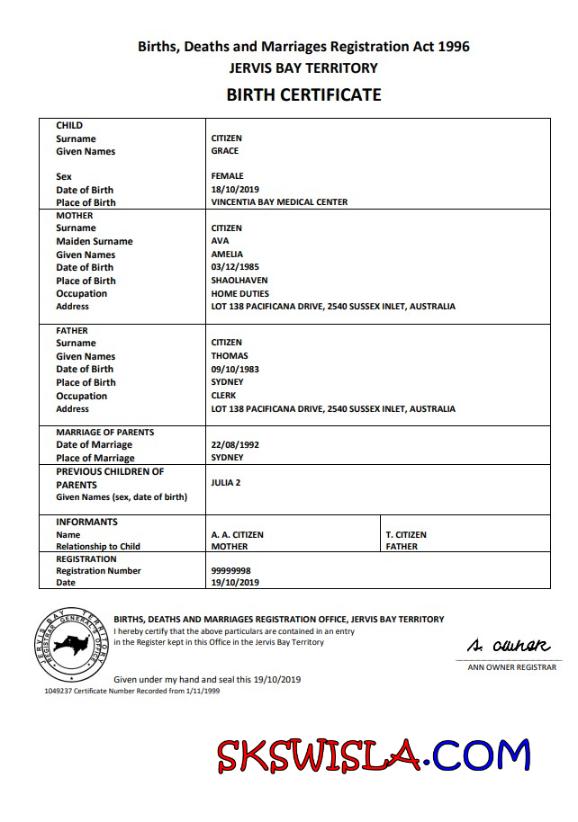 Births, Deaths and Marriages Registration Act 1996
JERVIS BAY TERRITORY
BIRTH CERTIFICATE
CHILD
Surname CITIZEN
Given Names GRACE
Sex FEMALE
Date of Birth 18/10/2019
Place of Birth VINCENTIA BAY MEDICAL CENTER
MOTHER
Surname CITIZEN
Maiden Surname AVA
Given Names AMELIA
Date of Birth 03/12/1985
Place of Birth SHAOLHAVEN
Occupation HOME DUTIES
Address LOT 138 PACIFICANA DRIVE, 2540 SUSSEX INLET, AUSTRALIA
FATHER
Surname CITIZEN
Given Names THOMAS
Date of Birth 09/10/1983
Place of Birth SYDNEY
Occupation CLERK
Address LOT 138 PACIFICANA DRIVE, 2540 SUSSEX INLET, AUSTRALIA
MARRIAGE OF PARENTS
Date of Marriage 22/08/1992
Place of Marriage SYDNEY
PREVIOUS CHILDREN OF
PARENTS JULIA 2
Given Names (sex, date of birth)
INFORMANTS
Name A. A. CITIZEN T. CITIZEN
Relationship to Child MOTHER FATHER
REGISTRATION
Registration Number 99999998
Date 19/10/2019
JERVIS BAY TERRITORY
REGISTRAR GENERAL'S OFFICE
BIRTHS, DEATHS AND MARRIAGES REGISTRATION OFFICE, JERVIS BAY TERRITORY
I hereby certify that the above particulars are contained in an entry
in the Register kept in this Office in the Jervis Bay Territory
A. OWNER
ANN OWNER REGISTRAR
Given under my hand and seal this 19/10/2019
1049237 Certificate Number Recorded from 1/11/1999
SKSWISLA.COM